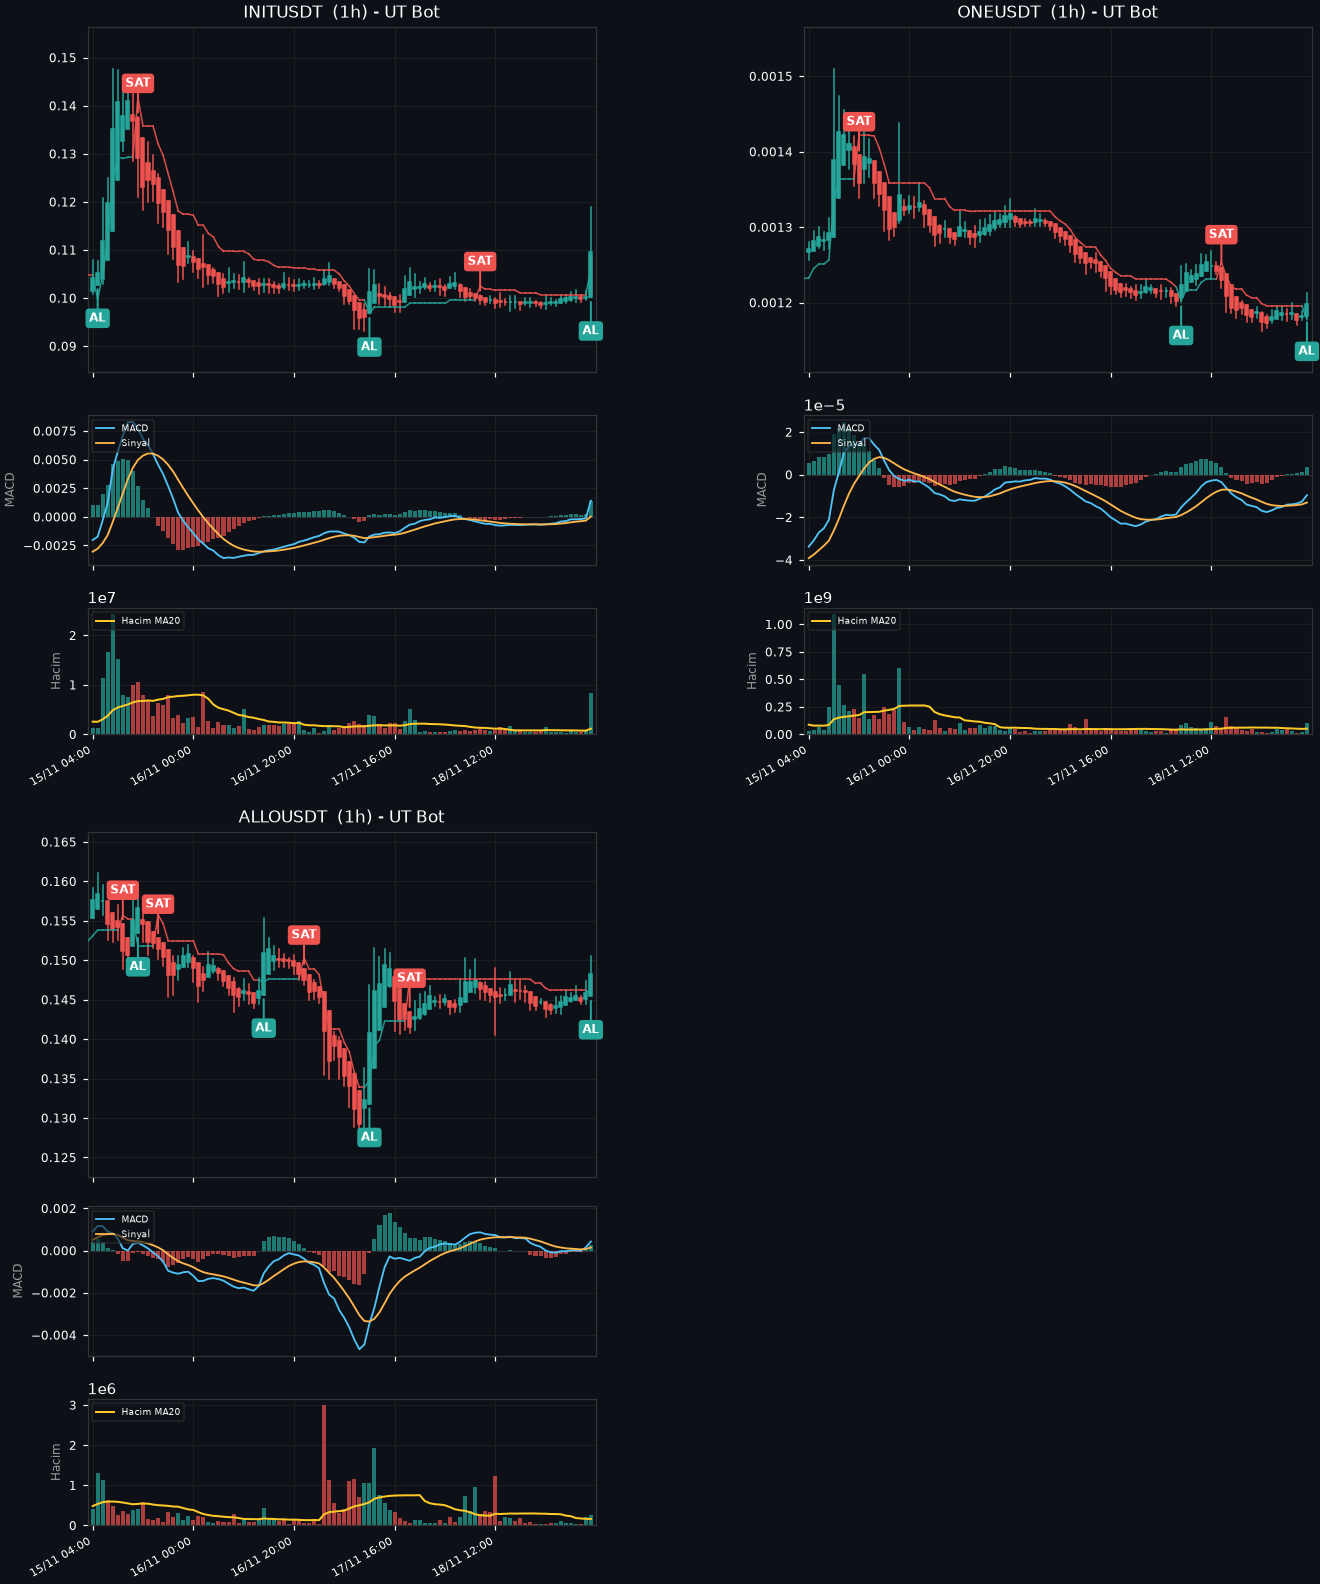 INITUSDT (1h) - UT Bot
0.15
0.14
0.13
0.12
0.11
0.10
0.09
SAT
SAT
AL
AL
AL
MACD
0.0075
0.0050
0.0025
0.0000
−0.0025
MACD
Sinyal
1e7
Hacim
2
1
0
Hacim MA20
15/11 04:00
16/11 00:00
16/11 20:00
17/11 16:00
18/11 12:00
ONEUSDT (1h) - UT Bot
0.0015
0.0014
0.0013
0.0012
SAT
SAT
AL
AL
1e−5
MACD
2
0
−2
−4
MACD
Sinyal
1e9
Hacim
1.00
0.75
0.50
0.25
0.00
Hacim MA20
15/11 04:00
16/11 00:00
16/11 20:00
17/11 16:00
18/11 12:00
ALLOUSDT (1h) - UT Bot
0.165
0.160
0.155
0.150
0.145
0.140
0.135
0.130
0.125
SAT
SAT
SAT
SAT
AL
AL
AL
AL
MACD
0.002
0.000
−0.002
−0.004
MACD
Sinyal
1e6
Hacim
3
2
1
0
Hacim MA20
15/11 04:00
16/11 00:00
16/11 20:00
17/11 16:00
18/11 12:00